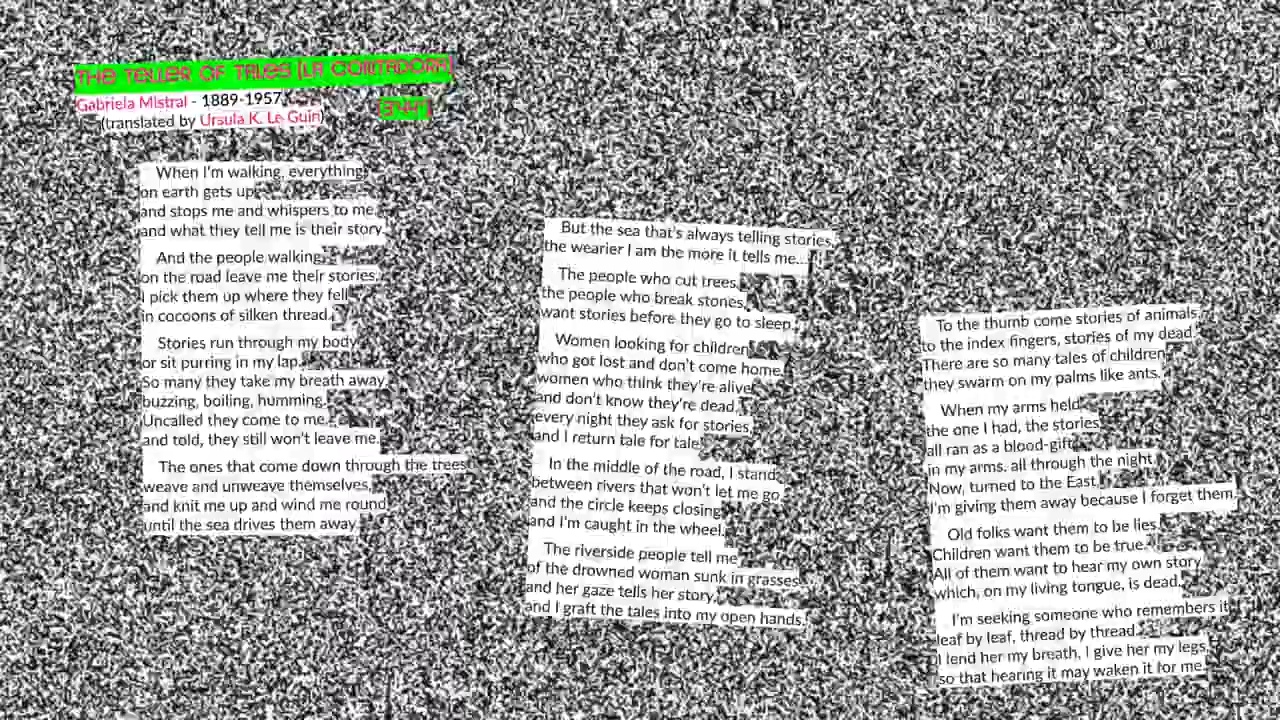 THE TELLER OF TALES (LA CONTADORA)
Gabriela Mistral - 1889-1957
(translated by Ursula K. Le Guin)
When I'm walking, everything
on earth gets up
and stops me and whispers to me,
and what they tell me is their story.
And the people walking
on the road leave me their stories,
I pick them up where they fell
in cocoons of silken thread.
Stories run through my body
or sit purring in my lap.
So many they take my breath away,
buzzing, boiling, humming.
Uncalled they come to me,
and told, they still won't leave me.
The ones that come down through the trees
weave and unweave themselves,
and knit me up and wind me round
until the sea drives them away.
But the sea that's always telling stories,
the wearier I am the more it tells me...
The people who cut trees,
the people who break stones,
want stories before they go to sleep.
Women looking for children
who got lost and don't come home,
women who think they're alive
and don't know they're dead,
every night they ask for stories,
and I return tale for tale.
In the middle of the road, I stand
between rivers that won't let me go,
and the circle keeps closing
and I'm caught in the wheel.
The riverside people tell me
of the drowned woman sunk in grasses
and her gaze tells her story,
and I graft the tales into my open hands.
To the thumb come stories of animals,
to the index fingers, stories of my dead.
There are so many tales of children
they swarm on my palms like ants.
When my arms held
the one I had, the stories
all ran as a blood-gift
in my arms, all through the night.
Now, turned to the East,
I'm giving them away because I forget them.
Old folks want them to be lies.
Children want them to be true.
All of them want to hear my own story,
which, on my living tongue, is dead.
I'm seeking someone who remembers it
leaf by leaf, thread by thread.
I lend her my breath, I give her my legs,
so that hearing it may waken it for me.